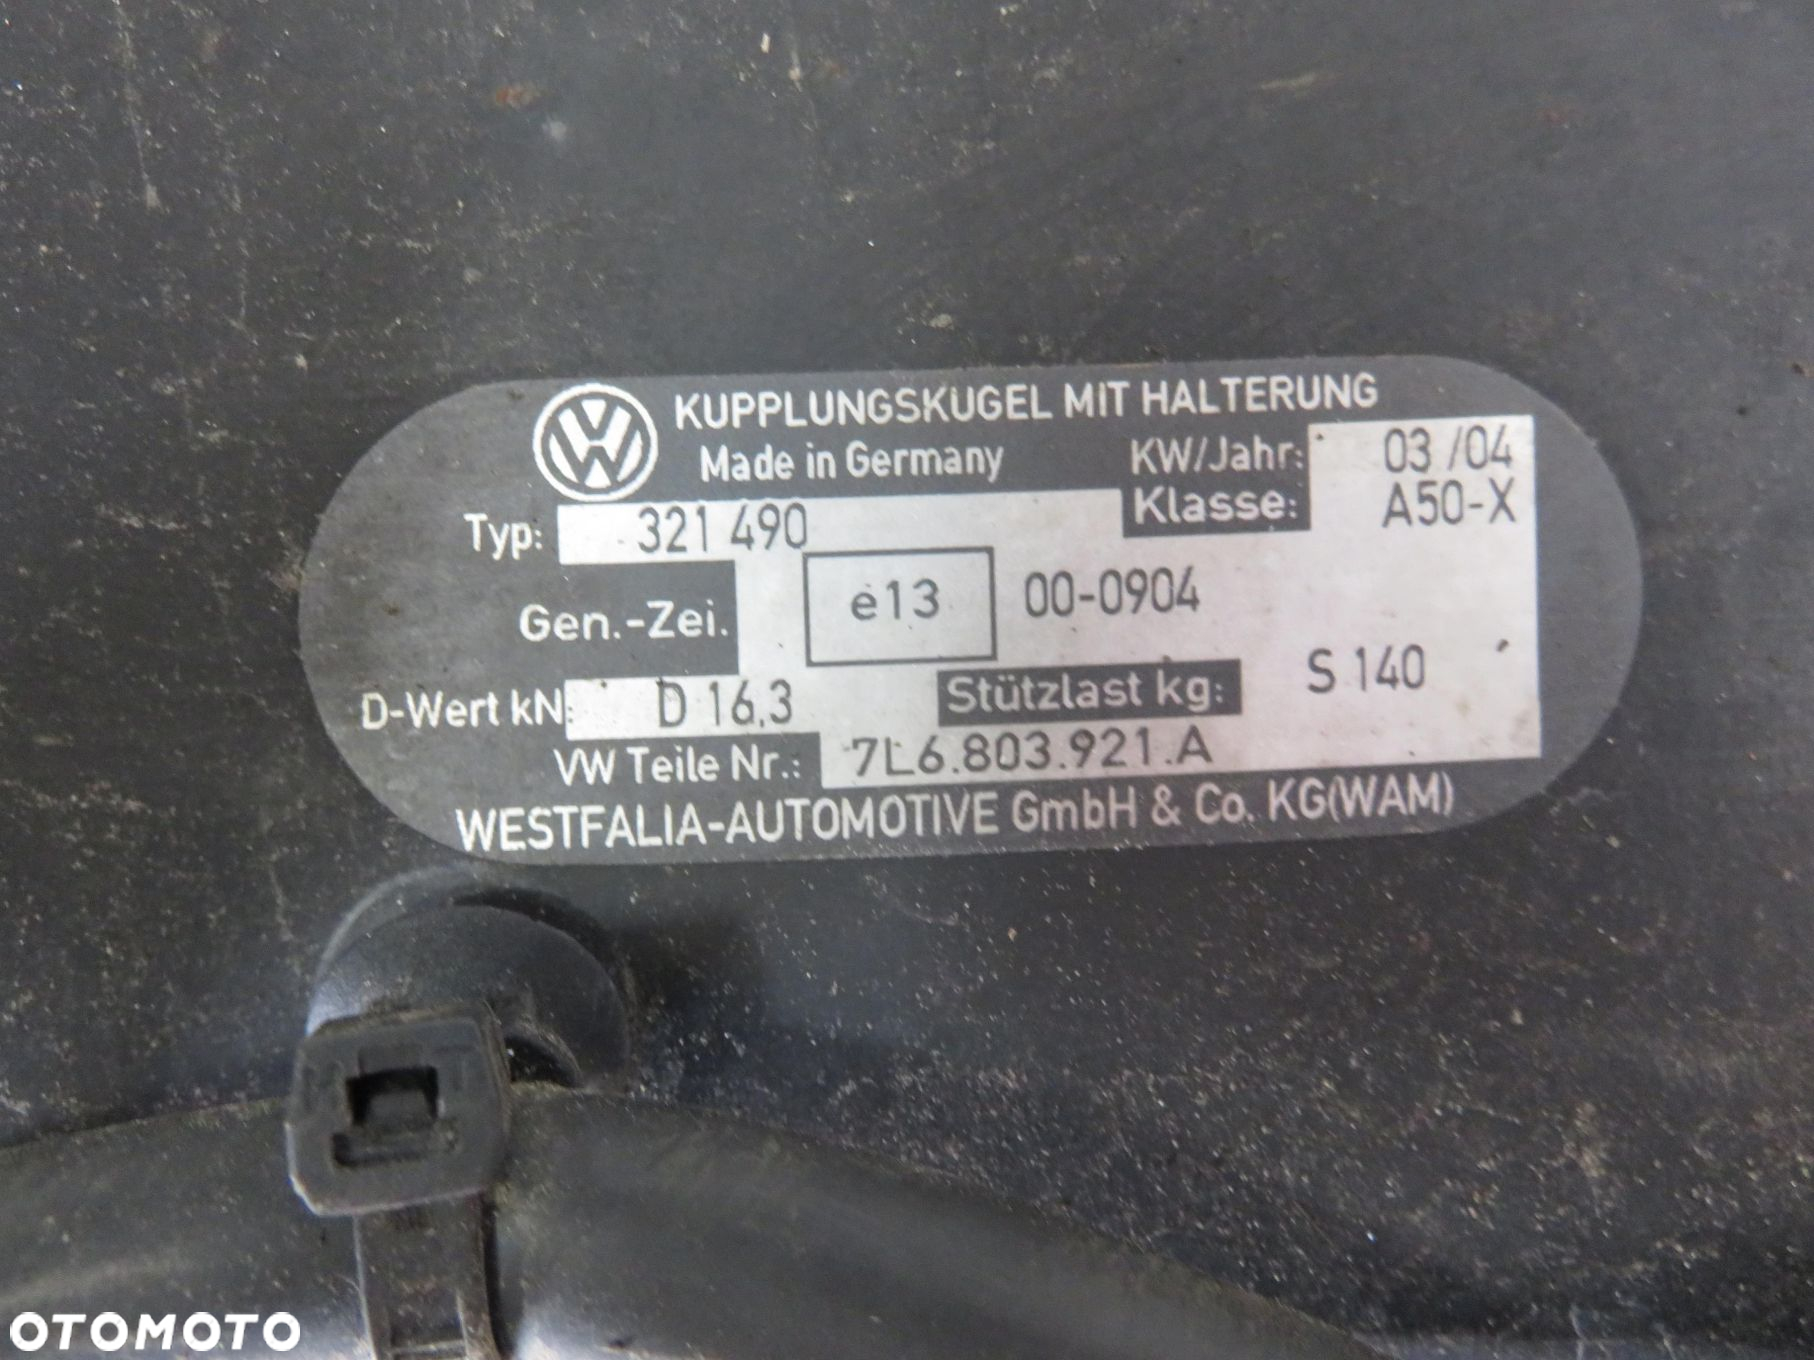 KUPPLUNGSKUGEL MIT HALTERUNG
Made in Germany KW/Jahr: 03/04
Typ: 321 490 Klasse: A50-X
Gen.-Zei. e13 00-0904
D-Wert kN: D 16,3 Stützlast kg: S 140
VW Teile Nr.: 7L6.803.921.A
WESTFALIA-AUTOMOTIVE GmbH & Co. KG(WAM)
OTOMOTO